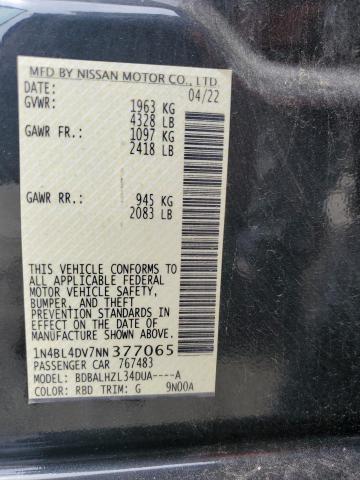 MFD BY NISSAN MOTOR CO., LTD
DATE: 04/22
GVWR: 1963 KG
4328 LB
GAWR FR: 1097 KG
2418 LB
GAWR RR: 945 KG
2083 LB
THIS VEHICLE CONFORMS TO
ALL APPLICABLE FEDERAL
MOTOR VEHICLE SAFETY,
BUMPER, AND THEFT
PREVENTION STANDARDS IN
EFFECT ON THE DATE OF
MANUFACTURE SHOWN ABOVE.
1N4BL4DV7NN377065
PASSENGER CAR 767483
MODEL: BDBALHZL34DUA----A
COLOR: RBD TRIM: G 9N00A